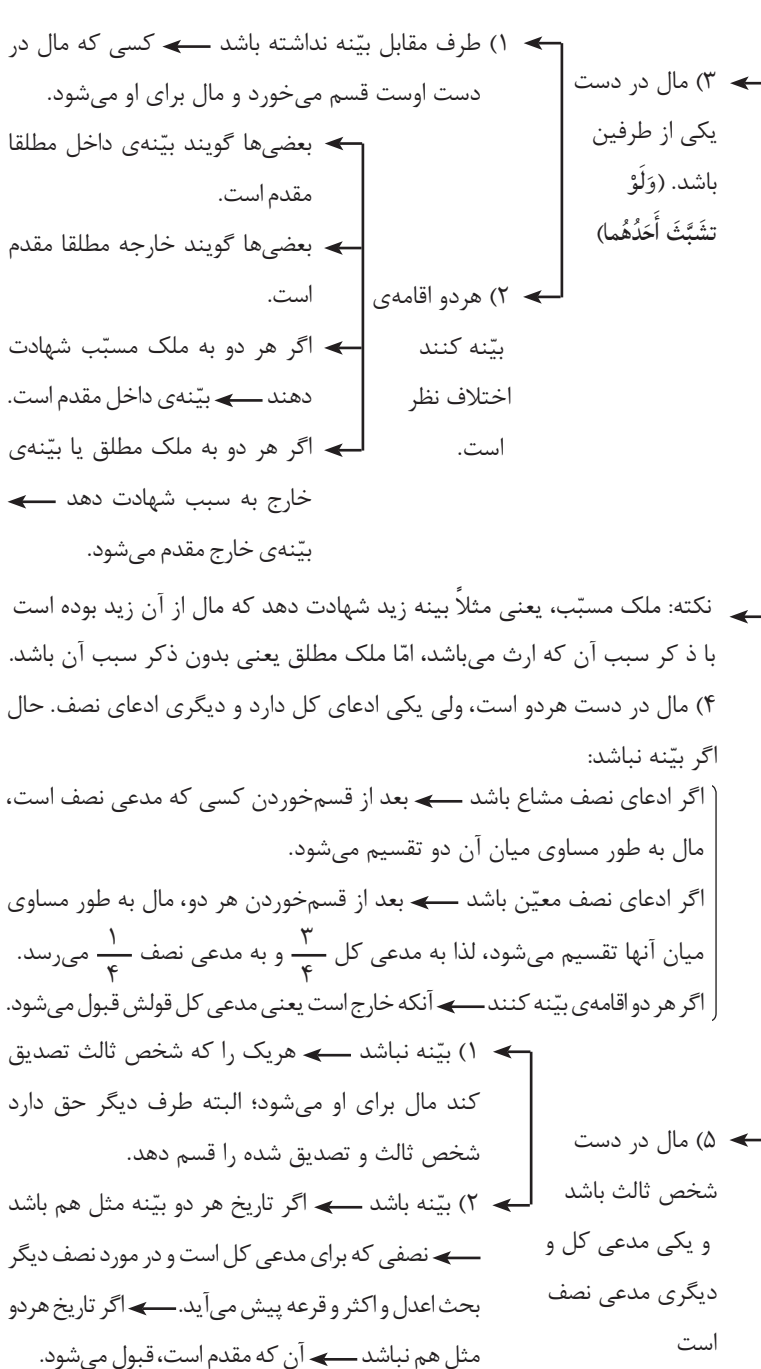 ۳) مال در دست
یکی از طرفین
باشد. (وَلَوْ
تشَبَّثَ أَحَدُهُما)
۱) طرف مقابل بیّنه نداشته باشد ← کسی که مال در
دست اوست قسم می‌خورد و مال برای او می‌شود.
۲) هردو اقامه‌ی
بیّنه کنند
اختلاف نظر
است.
بعضی‌ها گویند بیّنه‌ی داخل مطلقا
مقدم است.
بعضی‌ها گویند خارجه مطلقا مقدم
است.
اگر هر دو به ملک مسبّب شهادت
دهند ← بیّنه‌ی داخل مقدم است.
اگر هر دو به ملک مطلق یا بیّنه‌ی
خارج به سبب شهادت دهد ←
بیّنه‌ی خارج مقدم می‌شود.
← نکته: ملک مسبّب، یعنی مثلاً بینه زید شهادت دهد که مال از آن زید بوده است
با ذ کر سبب آن که ارث می‌باشد، امّا ملک مطلق یعنی بدون ذکر سبب آن باشد.
۴) مال در دست هردو است، ولی یکی ادعای کل دارد و دیگری ادعای نصف. حال
اگر بیّنه نباشد:
اگر ادعای نصف مشاع باشد ← بعد از قسم‌خوردن کسی که مدعی نصف است،
مال به طور مساوی میان آن دو تقسیم می‌شود.
اگر ادعای نصف معیّن باشد ← بعد از قسم‌خوردن هر دو، مال به طور مساوی
میان آنها تقسیم می‌شود، لذا به مدعی کل ۳/۴ و به مدعی نصف ۱/۴ می‌رسد.
اگر هر دو اقامه‌ی بیّنه کنند ← آنکه خارج است یعنی مدعی کل قولش قبول می‌شود.
۵) مال در دست
شخص ثالث باشد
و یکی مدعی کل و
دیگری مدعی نصف
است
۱) بیّنه نباشد ← هریک را که شخص ثالث تصدیق
کند مال برای او می‌شود؛ البته طرف دیگر حق دارد
شخص ثالث و تصدیق شده را قسم دهد.
۲) بیّنه باشد ← اگر تاریخ هر دو بیّنه مثل هم باشد
← نصفی که برای مدعی کل است و در مورد نصف دیگر
بحث اعدل و اکثر و قرعه پیش می‌آید. ← اگر تاریخ هردو
مثل هم نباشد ← آن که مقدم است، قبول می‌شود.